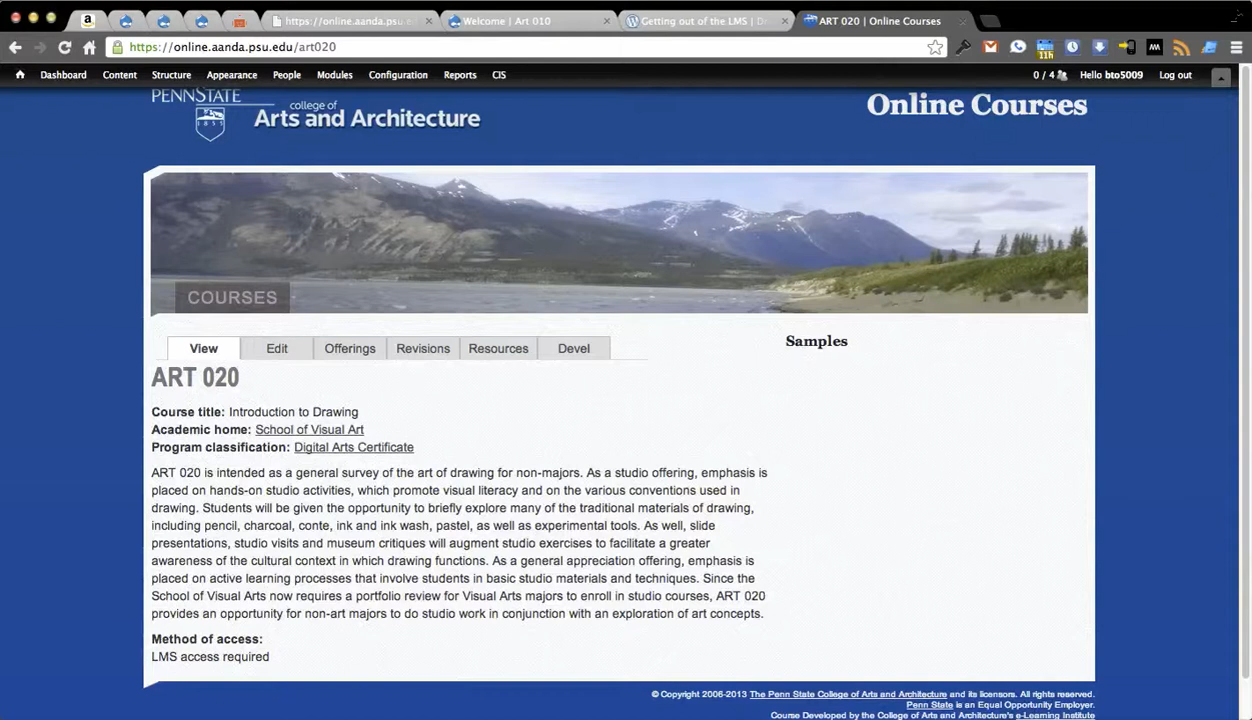 https://online.aanda.psu.e
Welcome | Art 010
Getting out of the LMS | D
ART 020 | Online Courses
https://online.aanda.psu.edu/art020
11h
Dashboard Content Structure Appearance People Modules Configuration Reports CIS 0 / 4 Hello bto5009 Log out
PENNSTATE
1855
college of
Arts and Architecture
Online Courses
COURSES
View Edit Offerings Revisions Resources Devel
Samples
ART 020
Course title: Introduction to Drawing
Academic home: School of Visual Art
Program classification: Digital Arts Certificate
ART 020 is intended as a general survey of the art of drawing for non-majors. As a studio offering, emphasis is
placed on hands-on studio activities, which promote visual literacy and on the various conventions used in
drawing. Students will be given the opportunity to briefly explore many of the traditional materials of drawing,
including pencil, charcoal, conte, ink and ink wash, pastel, as well as experimental tools. As well, slide
presentations, studio visits and museum critiques will augment studio exercises to facilitate a greater
awareness of the cultural context in which drawing functions. As a general appreciation offering, emphasis is
placed on active learning processes that involve students in basic studio materials and techniques. Since the
School of Visual Arts now requires a portfolio review for Visual Arts majors to enroll in studio courses, ART 020
provides an opportunity for non-art majors to do studio work in conjunction with an exploration of art concepts.
Method of access:
LMS access required
© Copyright 2006-2013 The Penn State College of Arts and Architecture and its licensors. All rights reserved.
Penn State is an Equal Opportunity Employer.
Course Developed by the College of Arts and Architecture's e-Learning Institute